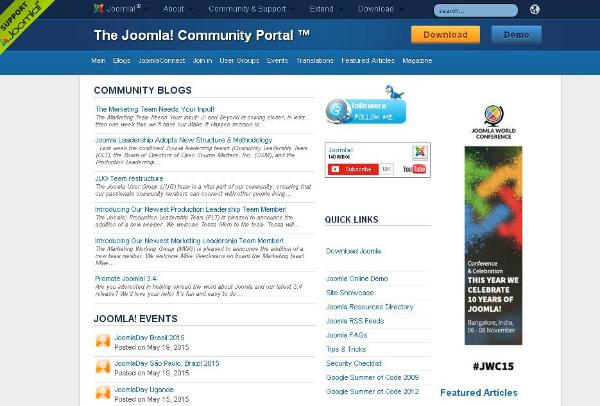 SUPPORT
Joomla!
Joomla!® About Community & Support Extend Download search...
The Joomla! Community Portal ™
Download Demo
Main Blogs JoomlaConnect Join in User Groups Events Translations Featured Articles Magazine
COMMUNITY BLOGS
The Marketing Team Needs Your Input!
The Marketing Team Needs Your Input! J! and Beyond is coming closer, in less
than one week time we'll have our Make It Happen session in...
Joomla Leadership Adopts New Structure & Methodology
Last week the combined Joomla leadership teams (Community Leadership Team
(CLT), the Board of Directors of Open Source Matters, Inc. (OSM), and the
Production Leadership...
JUG Team restructure
The Joomla User Group (JUG) team is a vital part of our community, ensuring that
our passionate community members can connect with other people living...
Introducing Our Newest Production Leadership Team Member!
The Joomla! Production Leadership Team (PLT) is pleased to announce the
addition of a new member. We welcome Tessa to the team. Tessa will...
Introducing Our Newest Marketing Leadership Team Member!
The Marketing Working Group (MWG) is pleased to announce the addition of a
new team member. We welcome Mike on board the Marketing team!
Mike...
Promote Joomla! 3.4
Are you interested in helping spread the word about Joomla and our latest 3.4
release? We'd love your help! It's fun and easy to do...
JOOMLA! EVENTS
JoomlaDay Brasil 2015
Posted on May 19, 2015
JoomlaDay São Paulo, Brazil 2015
Posted on May 19, 2015
JoomlaDay Uganda
Posted on May 15, 2015
followers
FOLLOW ME
Joomla!
Subscribe
YouTube
QUICK LINKS
Download Joomla
Joomla Online Demo
Site Showcase
Joomla Resources Directory
Joomla RSS Feeds
Joomla FAQs
Tips & Tricks
Security Checklist
Google Summer of Code 2009
Google Summer of Code 2012
JOOMLA WORLD
CONFERENCE
Conference
& Celebration
THIS YEAR WE
CELEBRATE
10 YEARS OF
JOOMLA!
Bangalore, India,
06 - 08 November
#JWC15
Featured Articles